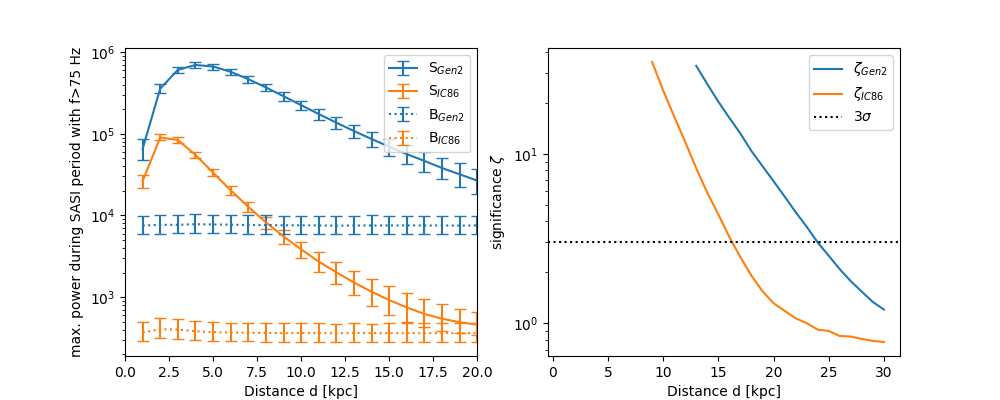 max. power during SASI period with f>75 Hz
10⁶
10⁵
10⁴
10³
0.0 2.5 5.0 7.5 10.0 12.5 15.0 17.5 20.0
Distance d [kpc]
S_Gen2
S_IC86
B_Gen2
B_IC86
significance ζ
10¹
10⁰
0 5 10 15 20 25 30
Distance d [kpc]
ζ_Gen2
ζ_IC86
3σ